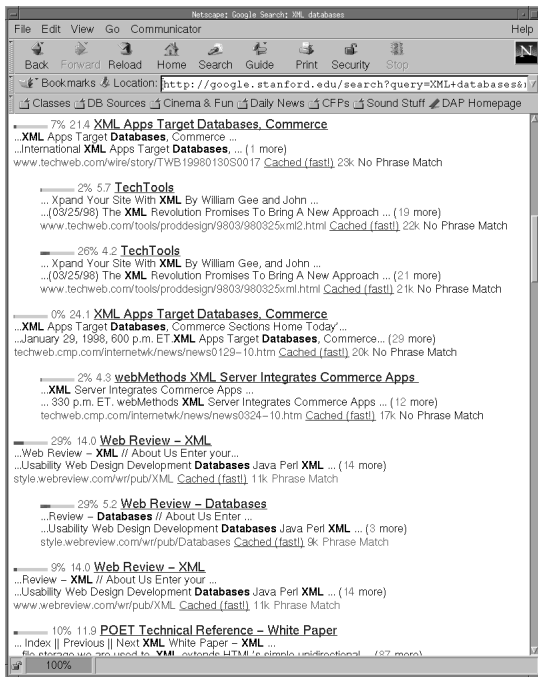 Netscape: Google Search: XML databases
File Edit View Go Communicator Help
Back Forward Reload Home Search Guide Print Security Stop N
Bookmarks Location: http://google.stanford.edu/search?query=XML+databases&
Classes DB Sources Cinema & Fun Daily News CFPs Sound Stuff DAP Homepage
7% 21.4 XML Apps Target Databases, Commerce
...XML Apps Target Databases, Commerce ...
...International XML Apps Target Databases, ... (1 more)
www.techweb.com/wire/story/TWB19980130S0017 Cached (fast!) 23k No Phrase Match
2% 5.7 TechTools
... Xpand Your Site With XML By William Gee and John ...
...(03/25/98) The XML Revolution Promises To Bring A New Approach ... (19 more)
www.techweb.com/tools/proddesign/9803/980325xml2.html Cached (fast!) 22k No Phrase Match
26% 4.2 TechTools
... Xpand Your Site With XML By William Gee, and John ...
...(03/25/98) The XML Revolution Promises To Bring A New Approach ... (21 more)
www.techweb.com/tools/proddesign/9803/980325xml.html Cached (fast!) 21k No Phrase Match
0% 24.1 XML Apps Target Databases, Commerce
...XML Apps Target Databases, Commerce Sections Home Today'...
...January 29, 1998, 600 p.m. ET.XML Apps Target Databases, Commerce... (29 more)
techweb.cmp.com/internetwk/news/news0129-10.htm Cached (fast!) 20k No Phrase Match
2% 4.3 webMethods XML Server Integrates Commerce Apps
...XML Server Integrates Commerce Apps ...
... 330 p.m. ET. webMethods XML Server Integrates Commerce Apps ... (12 more)
techweb.cmp.com/internetwk/news/news0324-10.htm Cached (fast!) 17k No Phrase Match
29% 14.0 Web Review – XML
...Web Review – XML // About Us Enter your...
...Usability Web Design Development Databases Java Perl XML ... (14 more)
style.webreview.com/wr/pub/XML Cached (fast!) 11k Phrase Match
29% 5.2 Web Review – Databases
...Review – Databases // About Us Enter ...
...Usability Web Design Development Databases Java Perl XML ... (3 more)
style.webreview.com/wr/pub/Databases Cached (fast!) 9k Phrase Match
9% 14.0 Web Review – XML
...Review – XML // About Us Enter your ...
...Usability Web Design Development Databases Java Perl XML ... (14 more)
www.webreview.com/wr/pub/XML Cached (fast!) 11k Phrase Match
10% 11.9 POET Technical Reference – White Paper
... Index || Previous || Next XML White Paper – XML ...
...file storage we are used to. XML extends HTML's simple unidirectional... (87 more)
100%